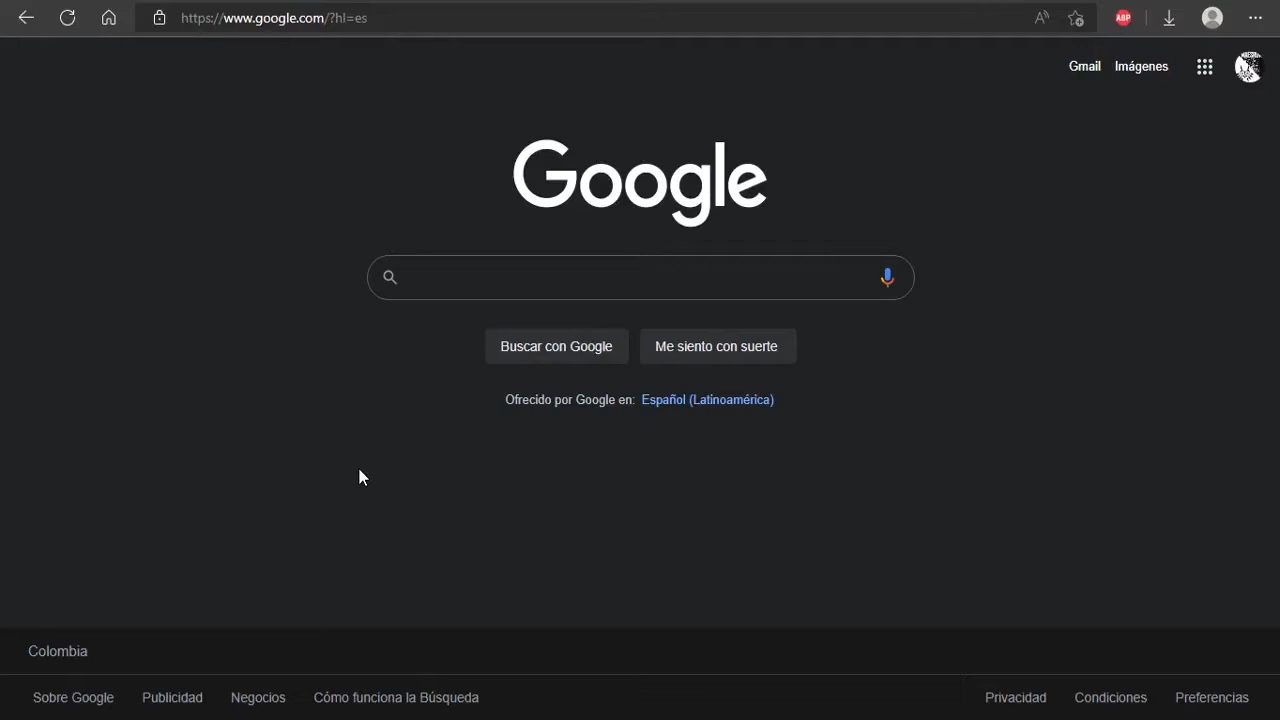 https://www.google.com/?hl=es
ABP
Gmail Imágenes
Google
Buscar con Google Me siento con suerte
Ofrecido por Google en: Español (Latinoamérica)
Colombia
Sobre Google Publicidad Negocios Cómo funciona la Búsqueda Privacidad Condiciones Preferencias